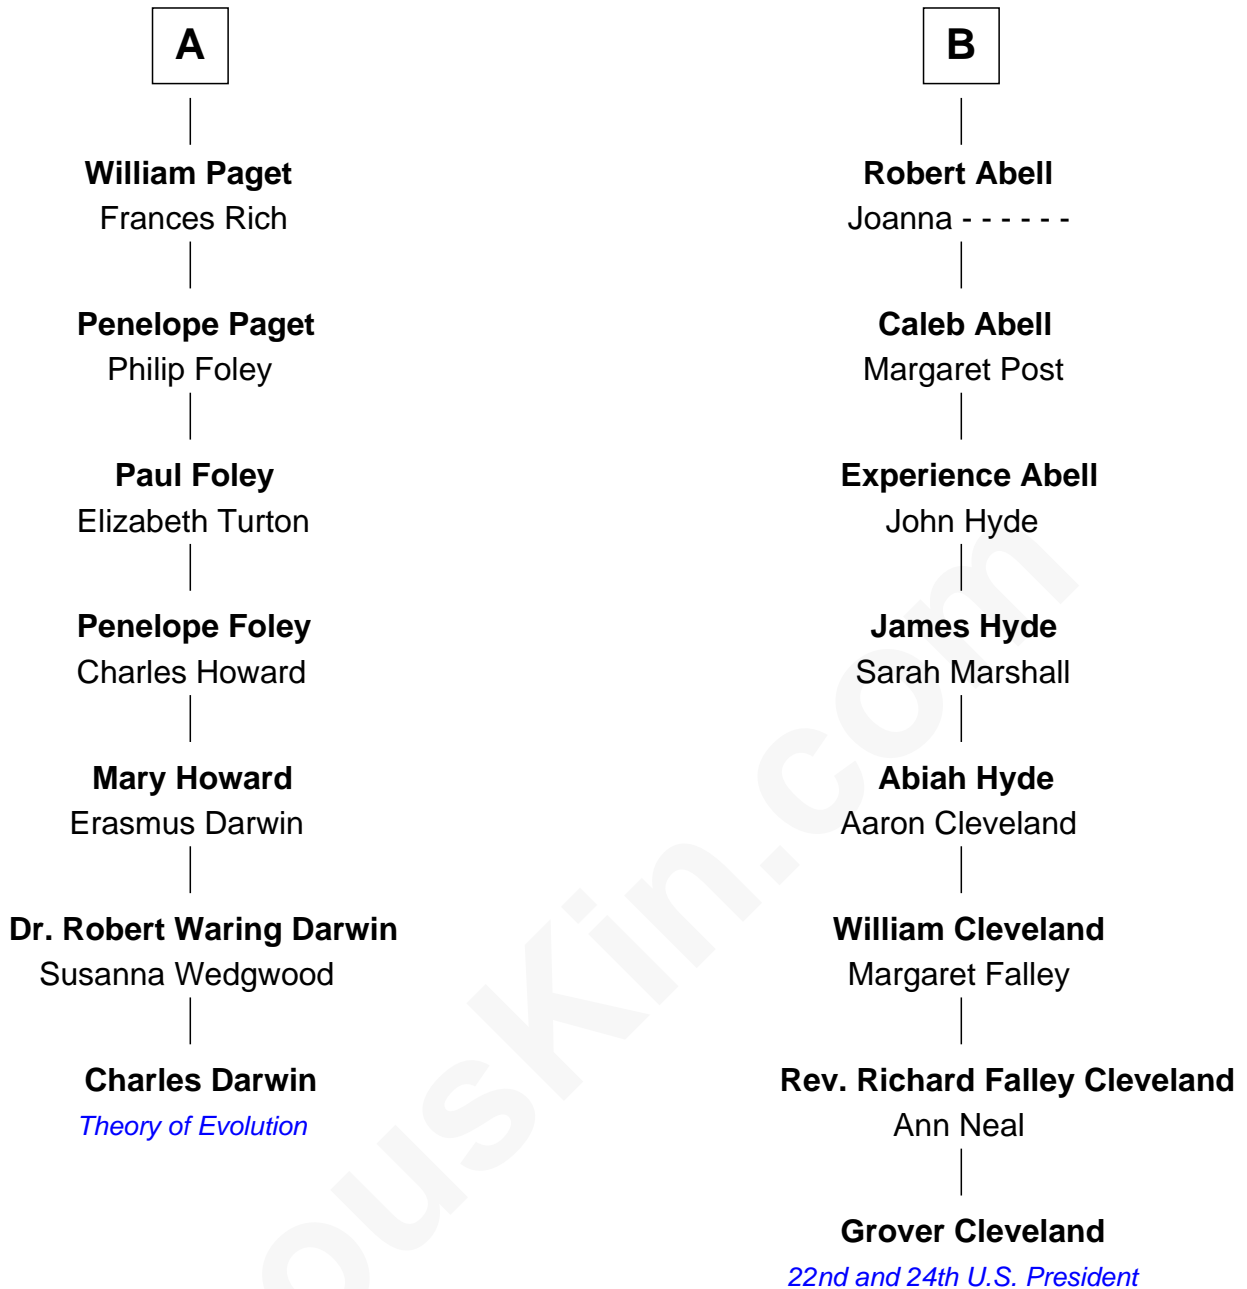 A
William Paget
Frances Rich
Penelope Paget
Philip Foley
Paul Foley
Elizabeth Turton
Penelope Foley
Charles Howard
Mary Howard
Erasmus Darwin
Dr. Robert Waring Darwin
Susanna Wedgwood
Charles Darwin
Theory of Evolution
B
Robert Abell
Joanna - - - - - -
Caleb Abell
Margaret Post
Experience Abell
John Hyde
James Hyde
Sarah Marshall
Abiah Hyde
Aaron Cleveland
William Cleveland
Margaret Falley
Rev. Richard Falley Cleveland
Ann Neal
Grover Cleveland
22nd and 24th U.S. President
ousKin.com